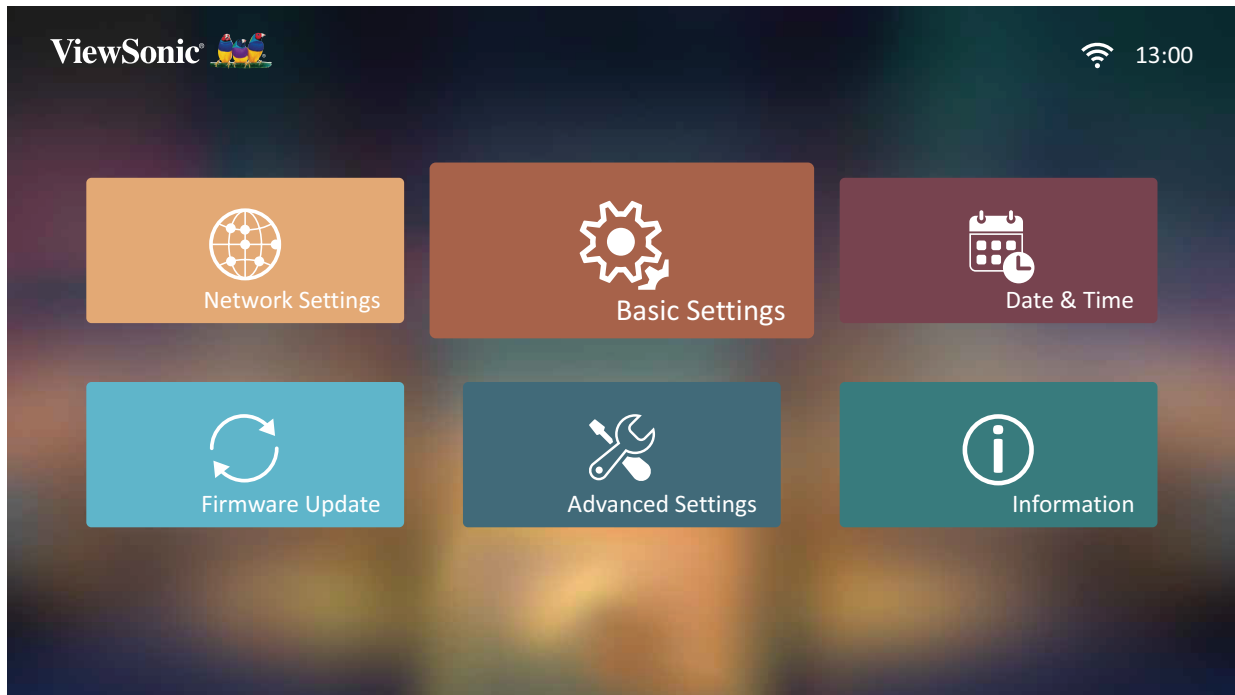 ViewSonic®
13:00
Network Settings
Basic Settings
Date & Time
Firmware Update
Advanced Settings
Information